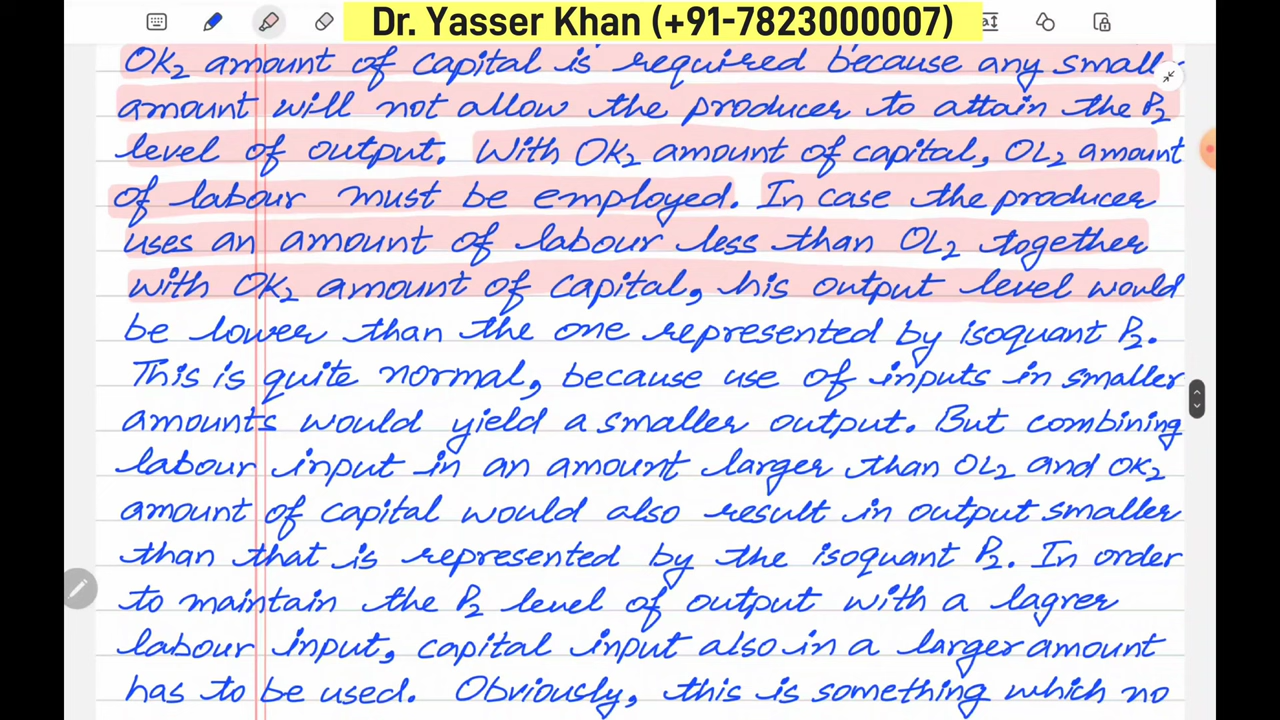 Dr. Yasser Khan (+91-7823000007)
OK₂ amount of capital is required because any small
amount will not allow the producer to attain the P₂
level of output. With OK₂ amount of capital, OL₂ amount
of labour must be employed. In case the producer
uses an amount of labour less than OL₂ together
with OK₂ amount of capital, his output level would
be lower than the one represented by isoquant P₂.
This is quite normal, because use of inputs in smaller
amounts would yield a smaller output. But combining
labour input in an amount larger than OL₂ and OK₂
amount of capital would also result in output smaller
than that is represented by the isoquant P₂. In order
to maintain the P₂ level of output with a lagrer
labour input, capital input also in a larger amount
has to be used. Obviously, this is something which no